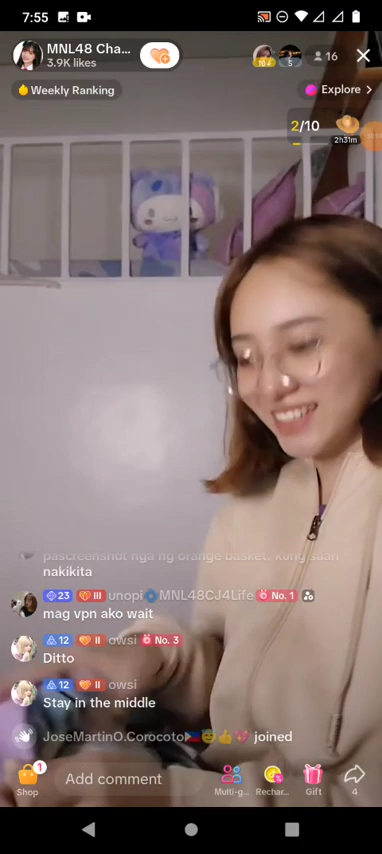 7:55
MNL48 Cha...
3.9K likes
10+
5
16
Weekly Ranking
Explore
2/10
2h31m
pascreenshot nga ng orange basket. kung saan
nakikita
23 III unopi MNL48CJ4Life No. 1
mag vpn ako wait
12 II owsi No. 3
Ditto
12 II owsi
Stay in the middle
JoseMartinO.Corocoto joined
1
Add comment
Shop
Multi-g...
Rechar...
Gift
4